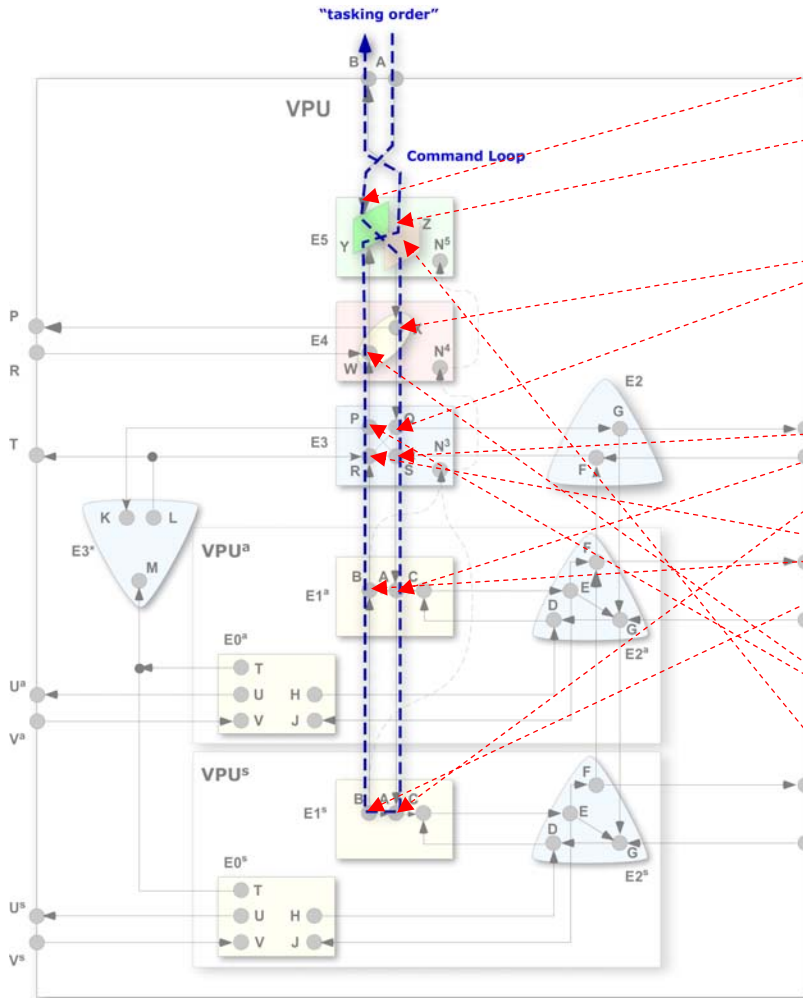 “tasking order”
B A
VPU
Command Loop
E5 Y Z N⁵
P
E4 X
R W N⁴
E2
P Q G
T E3 N³
R S F
K L
E3*
M
VPUᵃ
F
B A C E
E1ᵃ D
G
E0ᵃ E2ᵃ
T
Uᵃ U H
Vᵃ V J
VPUˢ
F
B A C E
E1ˢ D
G
E0ˢ E2ˢ
T
Uˢ U H
Vˢ V J